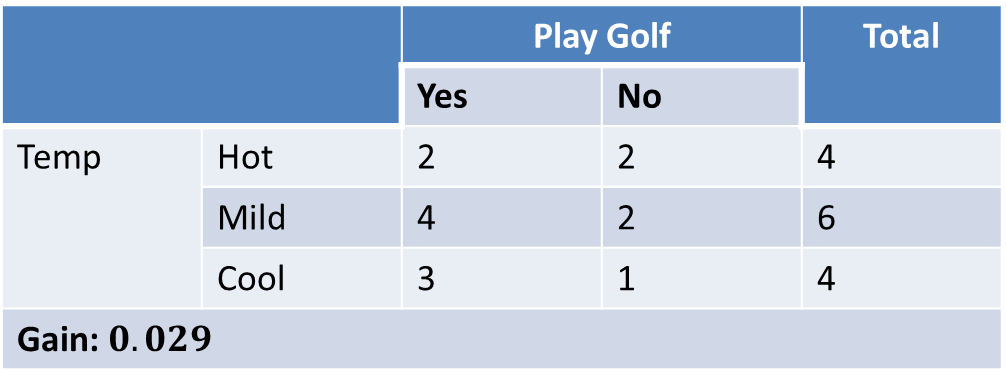 Play Golf Total
Yes No
Temp Hot 2 2 4
Mild 4 2 6
Cool 3 1 4
Gain: 0.029